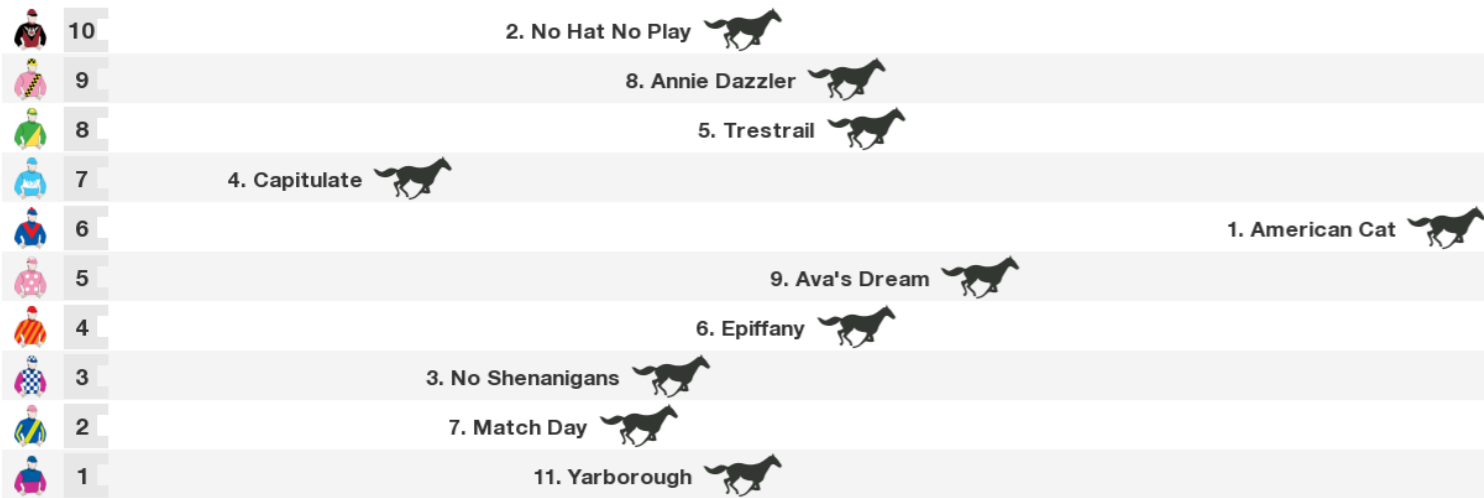 10 2. No Hat No Play
9 8. Annie Dazzler
8 5. Trestrail
7 4. Capitulate
6 1. American Cat
5 9. Ava's Dream
4 6. Epiffany
3 3. No Shenanigans
2 7. Match Day
1 11. Yarborough